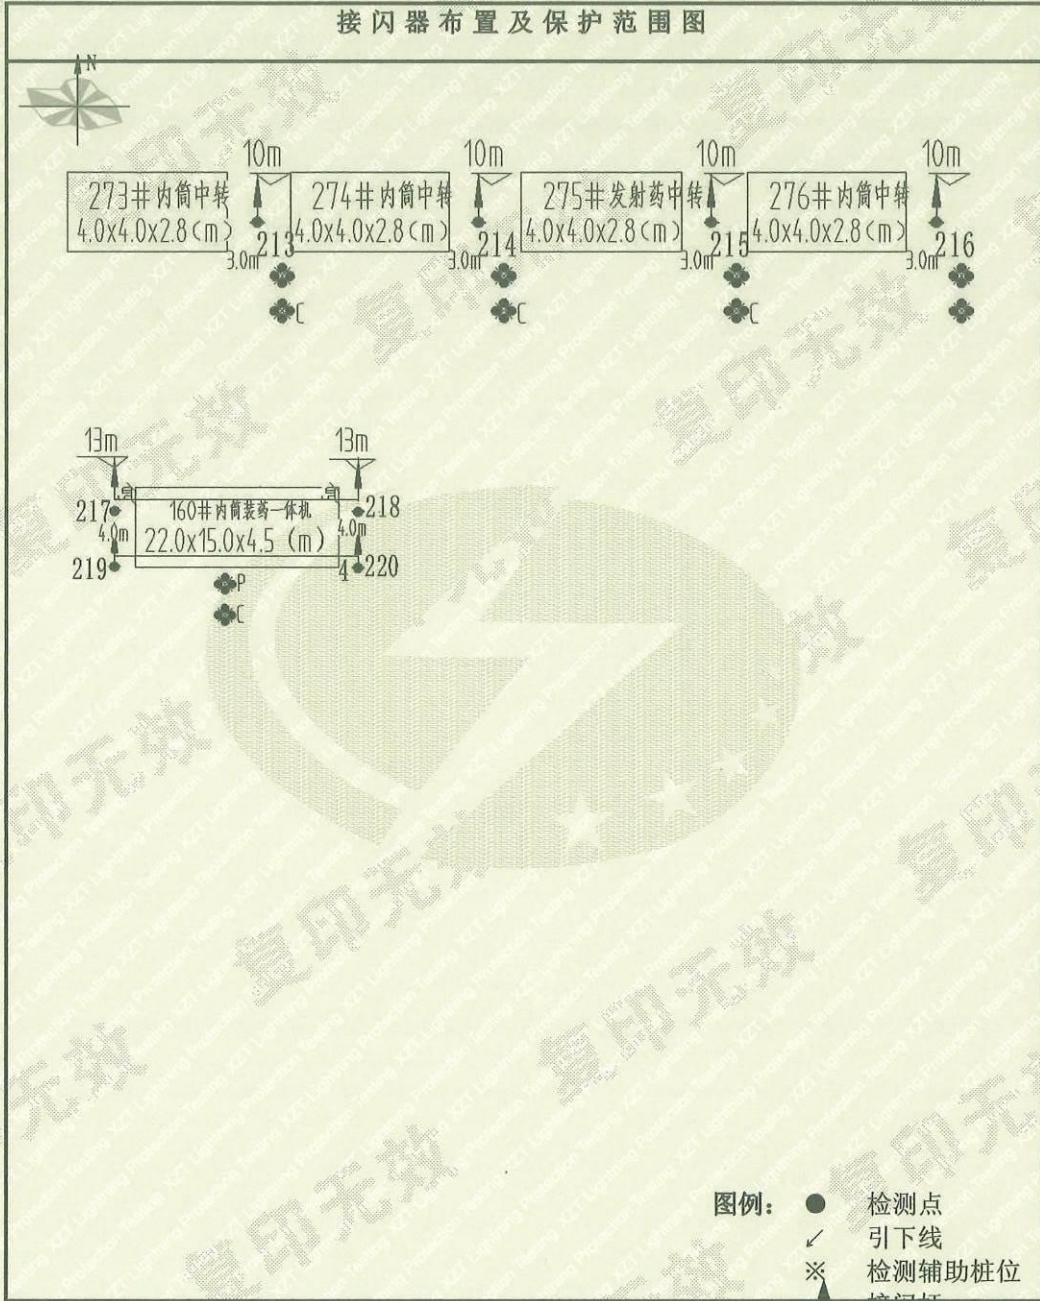 接闪器布置及保护范围图
N
10m 10m 10m 10m
273#内筒中转 274#内筒中转 275#发射药中转 276#内筒中转
4.0x4.0x2.8(m) 4.0x4.0x2.8(m) 4.0x4.0x2.8(m) 4.0x4.0x2.8(m)
213 214 215 216
3.0m 3.0m 3.0m 3.0m
C C C
13m 13m
217 160#内筒装药一体机 218
4.0m 22.0x15.0x4.5 (m) 4.0m
219 4 220
P
C
图例： 检测点
引下线
检测辅助桩位
复印无效